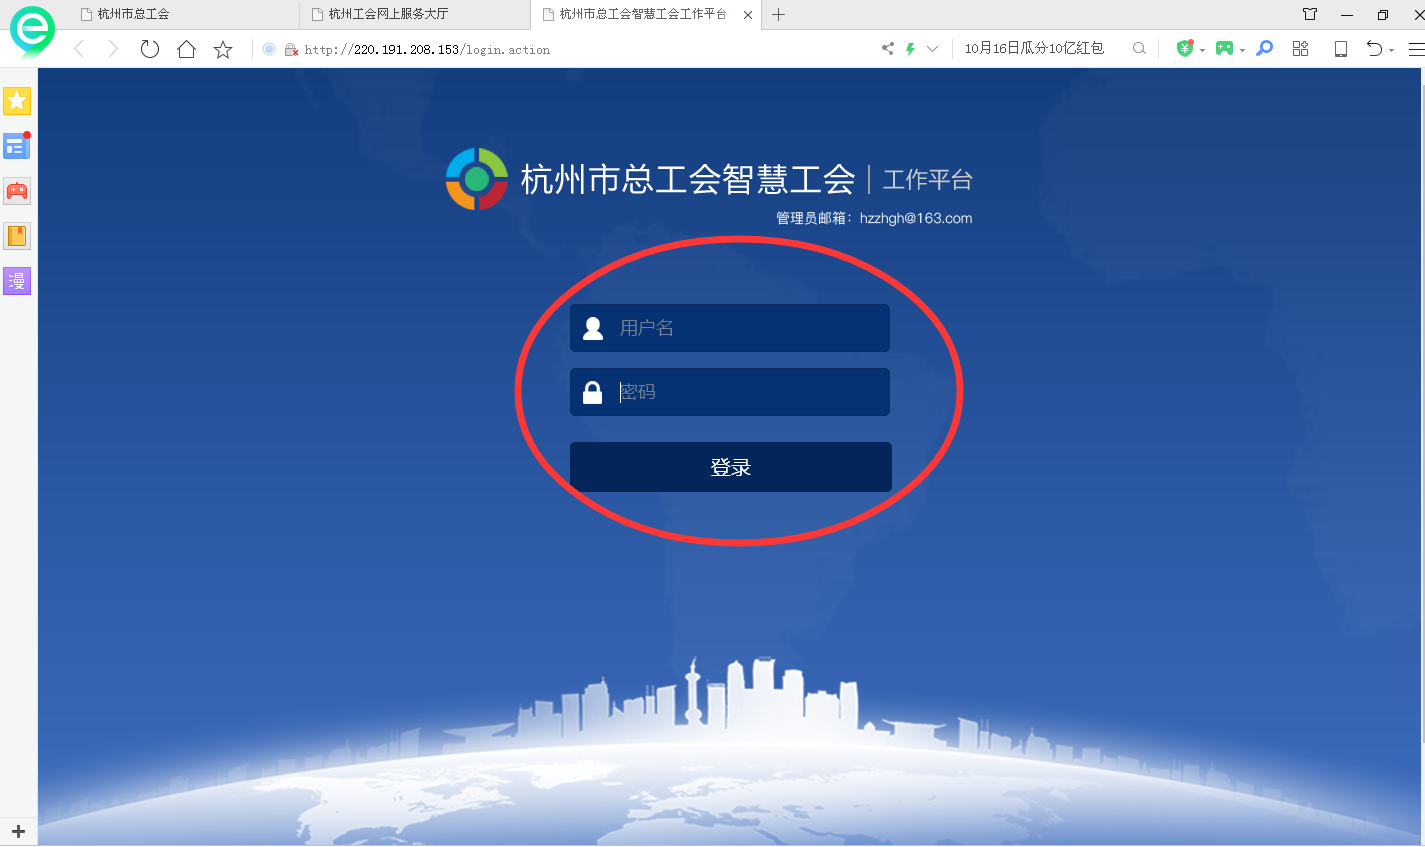 杭州市总工会
杭州工会网上服务大厅
杭州市总工会智慧工会工作平台
http://220.191.208.153/login.action
10月16日瓜分10亿红包
漫
杭州市总工会智慧工会|工作平台
管理员邮箱：hzzhgh@163.com
用户名
密码
登录